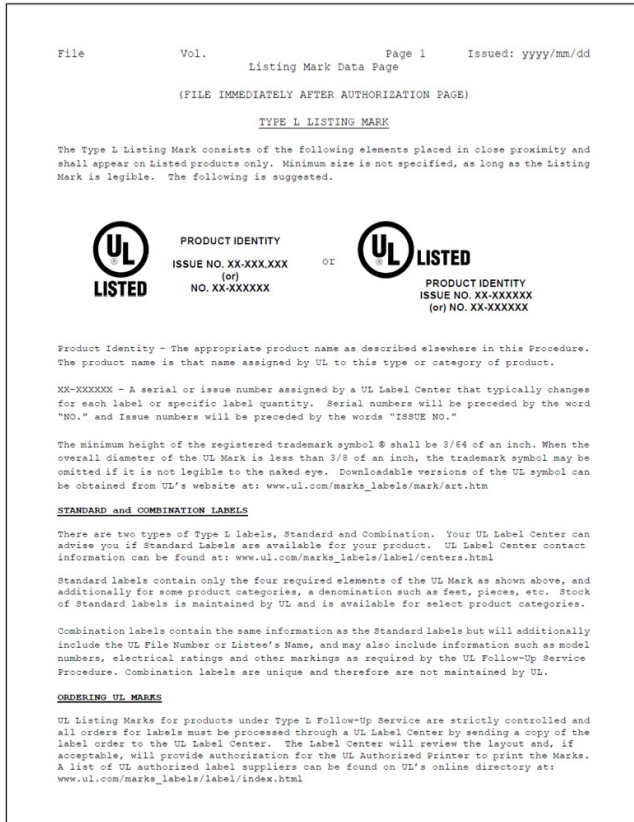 File Vol. Page 1 Issued: yyyy/mm/dd
Listing Mark Data Page
(FILE IMMEDIATELY AFTER AUTHORIZATION PAGE)
TYPE L LISTING MARK
The Type L Listing Mark consists of the following elements placed in close proximity and
shall appear on Listed products only. Minimum size is not specified, as long as the Listing
Mark is legible. The following is suggested.
UL ®
LISTED
PRODUCT IDENTITY
ISSUE NO. XX-XXX,XXX
(or)
NO. XX-XXXXXX
or
UL ® LISTED
PRODUCT IDENTITY
ISSUE NO. XX-XXXXXX
(or) NO. XX-XXXXXX
Product Identity – The appropriate product name as described elsewhere in this Procedure.
The product name is that name assigned by UL to this type or category of product.
XX-XXXXXX – A serial or issue number assigned by a UL Label Center that typically changes
for each label or specific label quantity. Serial numbers will be preceded by the word
“NO.” and Issue numbers will be preceded by the words “ISSUE NO.”
The minimum height of the registered trademark symbol ® shall be 3/64 of an inch. When the
overall diameter of the UL Mark is less than 3/8 of an inch, the trademark symbol may be
omitted if it is not legible to the naked eye. Downloadable versions of the UL symbol can
be obtained from UL's website at: www.ul.com/marks_labels/mark/art.htm
STANDARD and COMBINATION LABELS
There are two types of Type L labels, Standard and Combination. Your UL Label Center can
advise you if Standard Labels are available for your product. UL Label Center contact
information can be found at: www.ul.com/marks_labels/label/centers.html
Standard labels contain only the four required elements of the UL Mark as shown above, and
additionally for some product categories, a denomination such as feet, pieces, etc. Stock
of Standard labels is maintained by UL and is available for select product categories.
Combination labels contain the same information as the Standard labels but will additionally
include the UL File Number or Listee's Name, and may also include information such as model
numbers, electrical ratings and other markings as required by the UL Follow-Up Service
Procedure. Combination labels are unique and therefore are not maintained by UL.
ORDERING UL MARKS
UL Listing Marks for products under Type L Follow-Up Service are strictly controlled and
all orders for labels must be processed through a UL Label Center by sending a copy of the
label order to the UL Label Center. The Label Center will review the layout and, if
acceptable, will provide authorization for the UL Authorized Printer to print the Marks.
A list of UL authorized label suppliers can be found on UL's online directory at:
www.ul.com/marks_labels/label/index.html